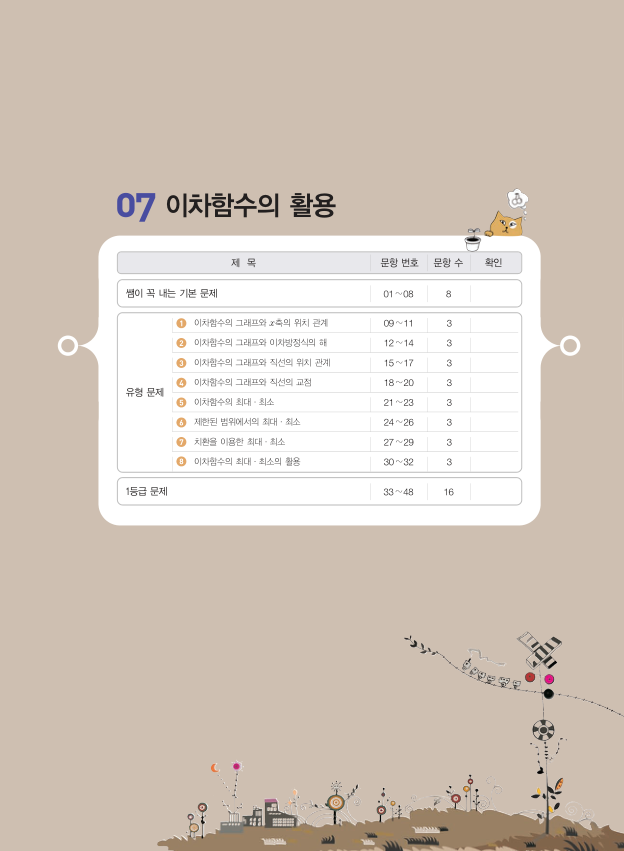 07 이차함수의 활용
제 목 문항 번호 문항 수 확인
쌤이 꼭 내는 기본 문제 01~08 8
유형 문제
1 이차함수의 그래프와 x축의 위치 관계 09~11 3
2 이차함수의 그래프와 이차방정식의 해 12~14 3
3 이차함수의 그래프와 직선의 위치 관계 15~17 3
4 이차함수의 그래프와 직선의 교점 18~20 3
5 이차함수의 최대 · 최소 21~23 3
6 제한된 범위에서의 최대 · 최소 24~26 3
7 치환을 이용한 최대 · 최소 27~29 3
8 이차함수의 최대 · 최소의 활용 30~32 3
1등급 문제 33~48 16